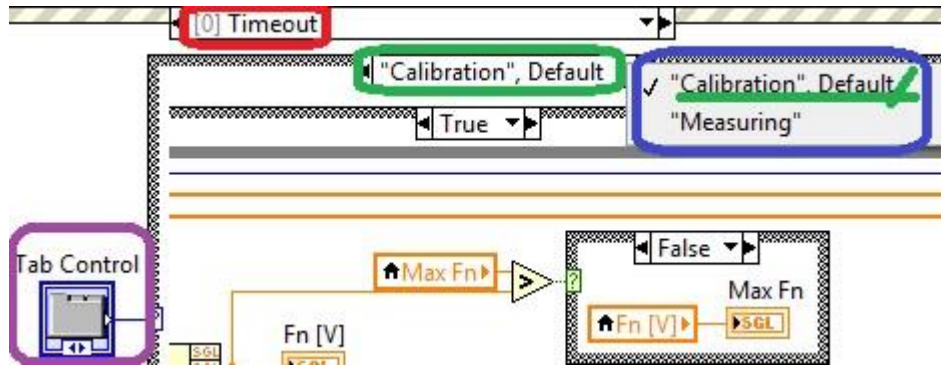 [0] Timeout
"Calibration", Default
"Calibration", Default
"Measuring"
True
False
Tab Control
Max Fn
Max Fn
Fn [V]
SGL
Fn [V]
SGL
SGL